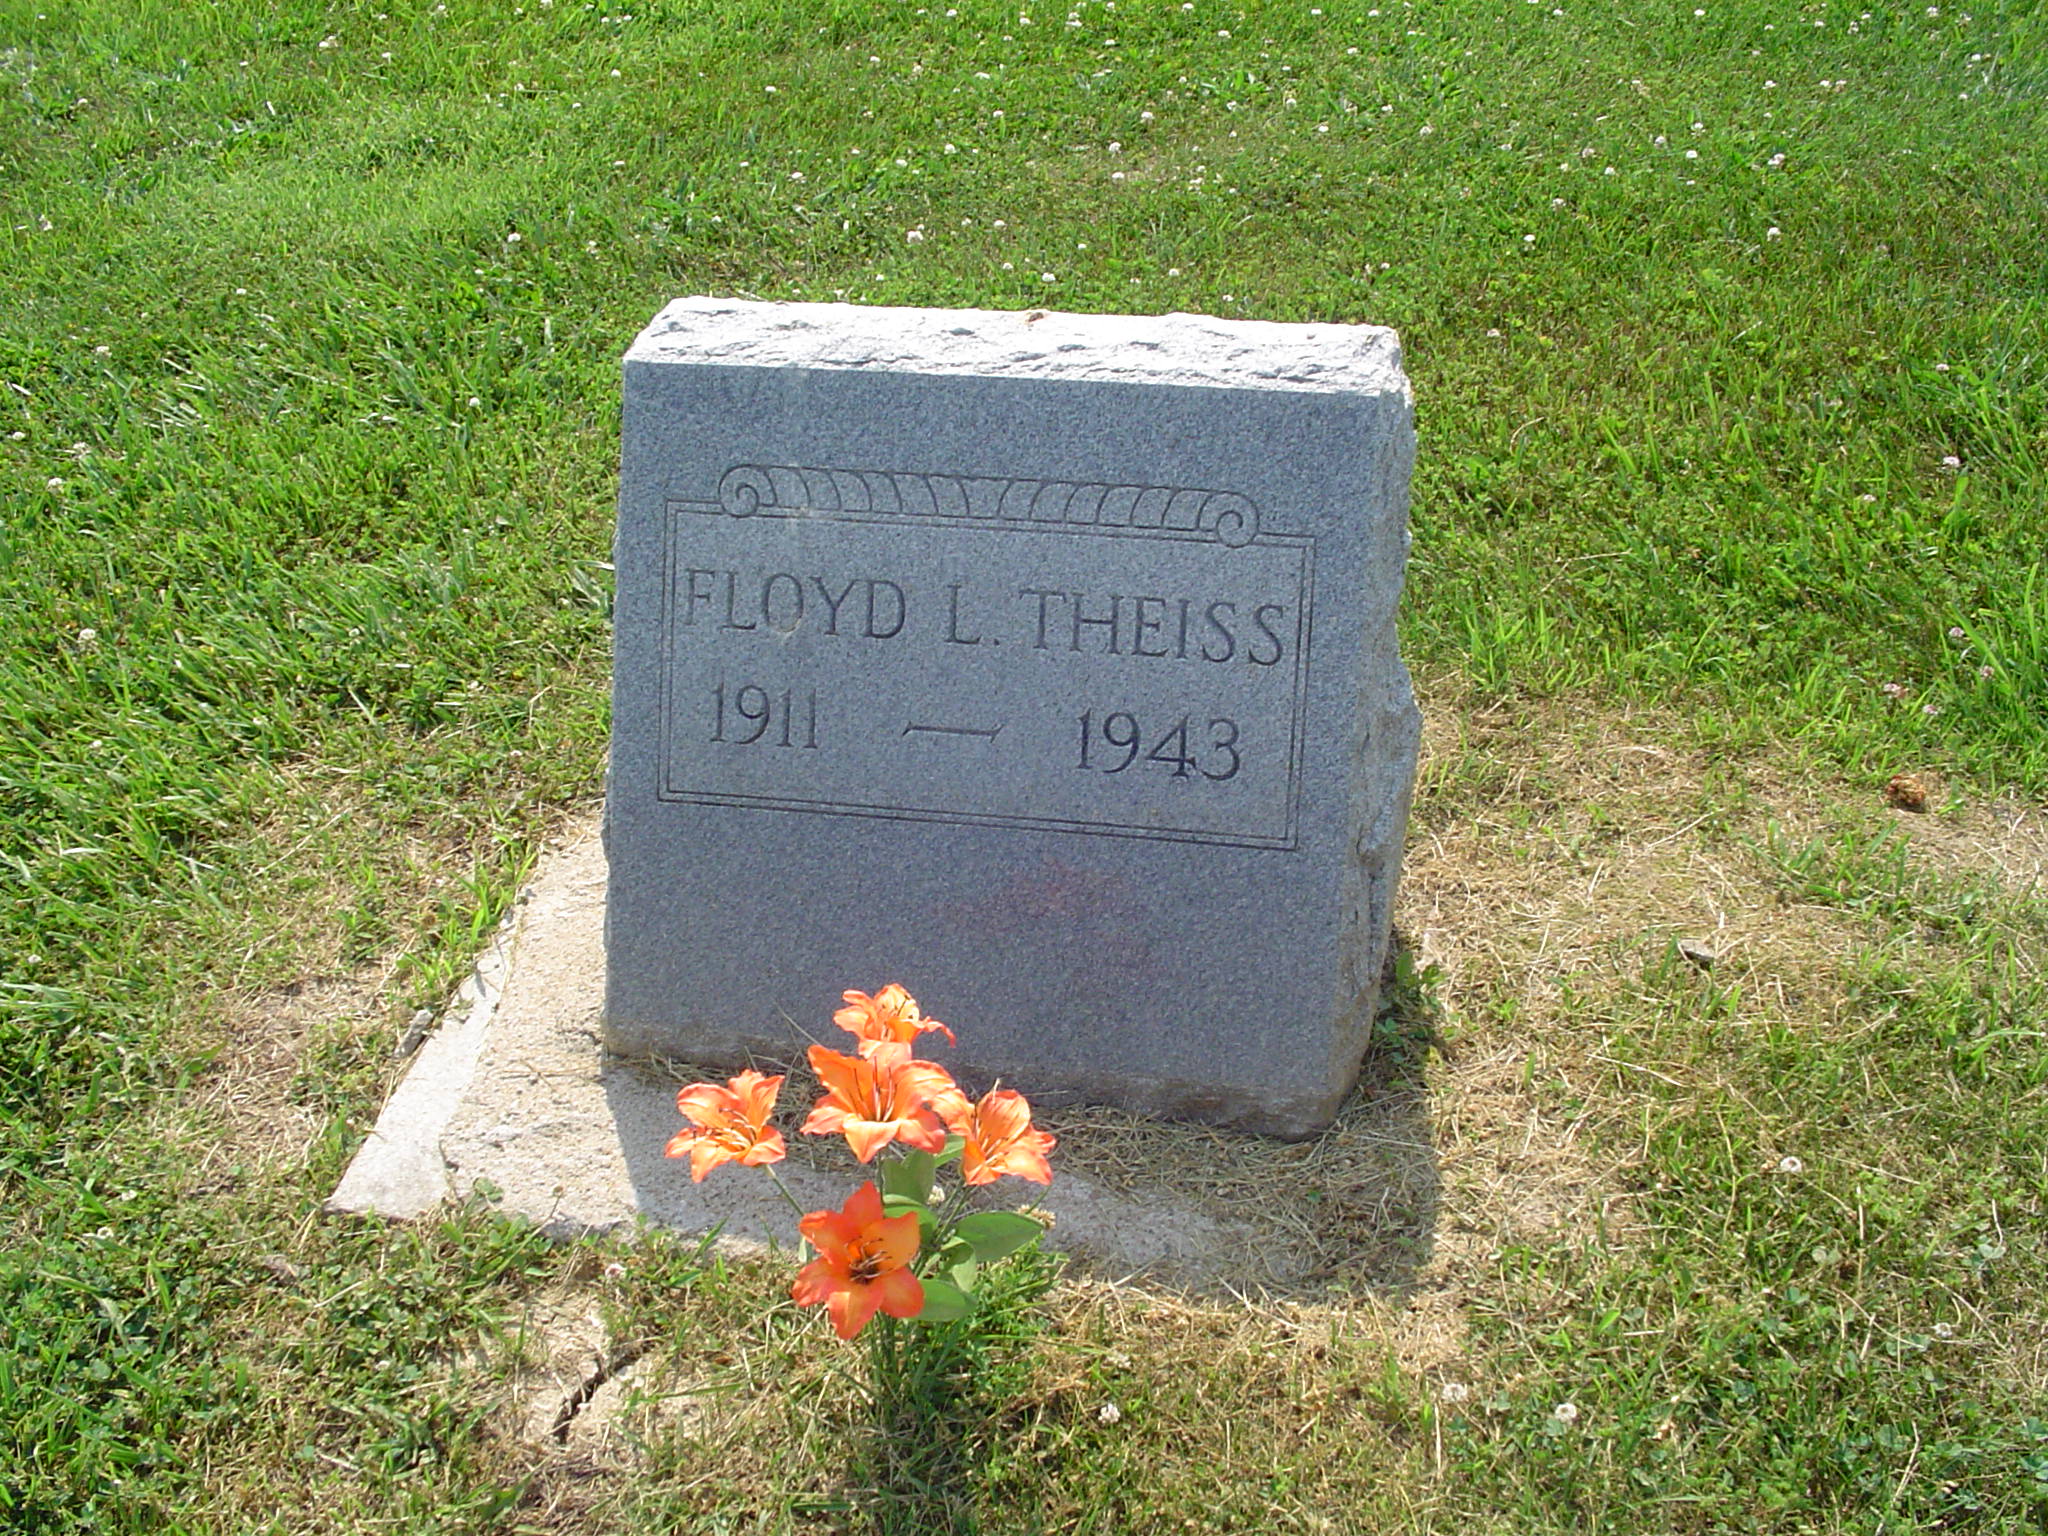 FLOYD L. THEISS
1911 — 1943